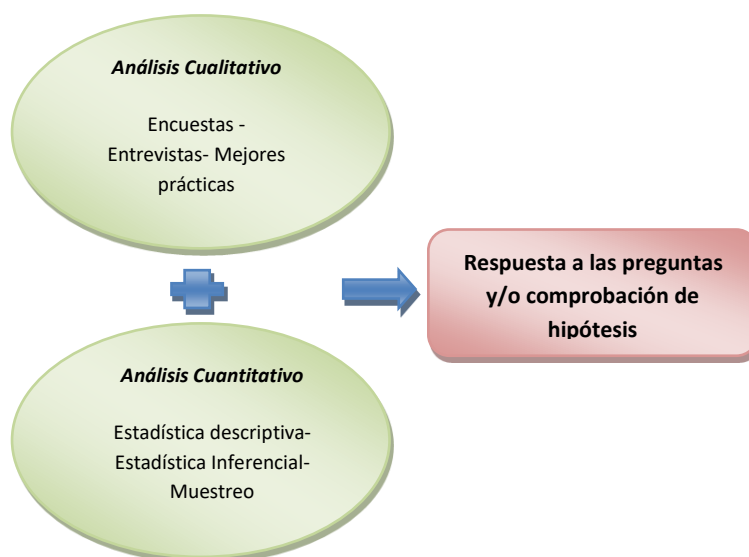 Análisis Cualitativo
Encuestas -
Entrevistas- Mejores
prácticas
Respuesta a las preguntas
y/o comprobación de
hipótesis
Análisis Cuantitativo
Estadística descriptiva-
Estadística Inferencial-
Muestreo